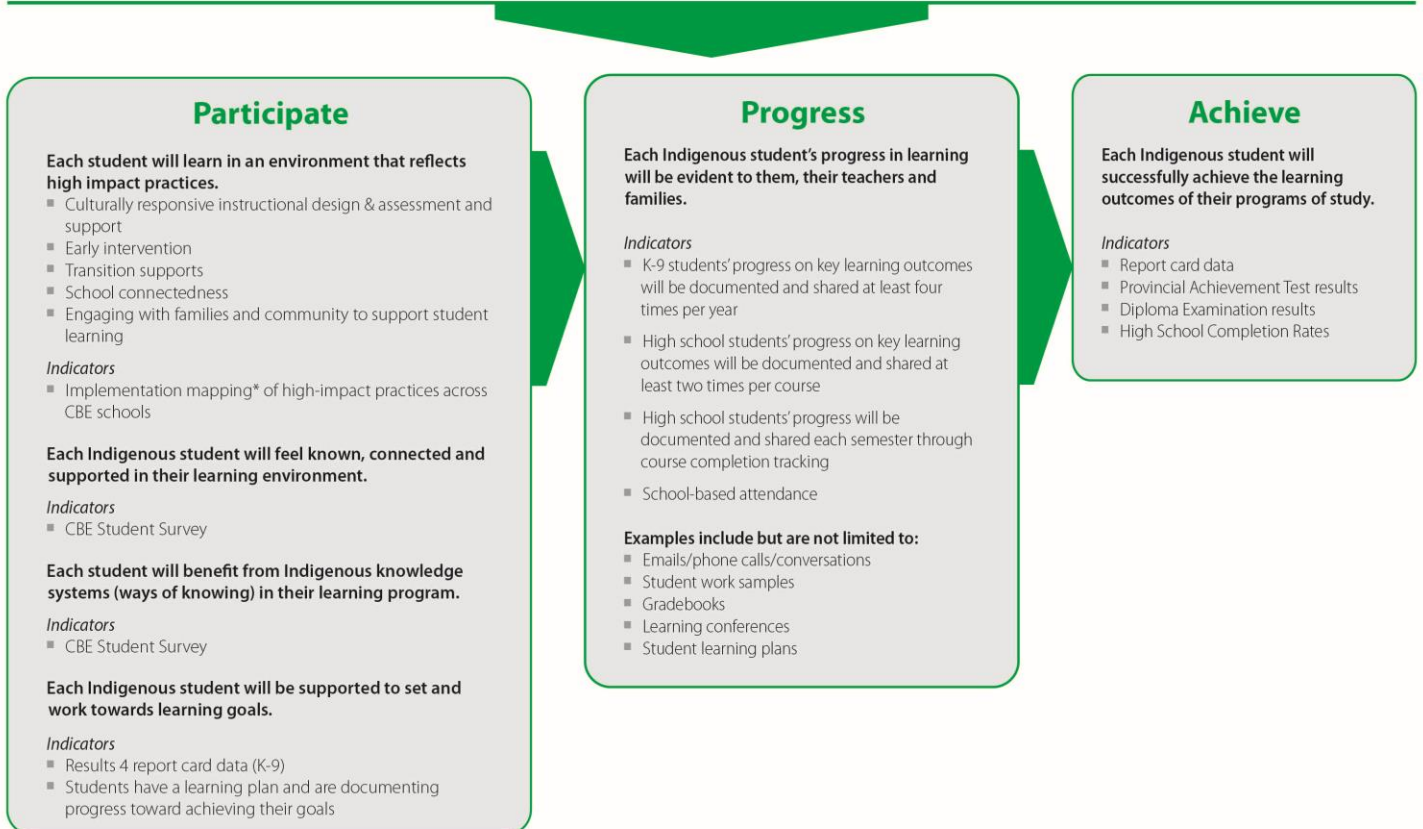 Participate
Each student will learn in an environment that reflects
high impact practices.
■ Culturally responsive instructional design & assessment and
support
■ Early intervention
■ Transition supports
■ School connectedness
■ Engaging with families and community to support student
learning
Indicators
■ Implementation mapping* of high-impact practices across
CBE schools
Each Indigenous student will feel known, connected and
supported in their learning environment.
Indicators
■ CBE Student Survey
Each student will benefit from Indigenous knowledge
systems (ways of knowing) in their learning program.
Indicators
■ CBE Student Survey
Each Indigenous student will be supported to set and
work towards learning goals.
Indicators
■ Results 4 report card data (K-9)
■ Students have a learning plan and are documenting
progress toward achieving their goals
Progress
Each Indigenous student's progress in learning
will be evident to them, their teachers and
families.
Indicators
■ K-9 students' progress on key learning outcomes
will be documented and shared at least four
times per year
■ High school students' progress on key learning
outcomes will be documented and shared at
least two times per course
■ High school students' progress will be
documented and shared each semester through
course completion tracking
■ School-based attendance
Examples include but are not limited to:
■ Emails/phone calls/conversations
■ Student work samples
■ Gradebooks
■ Learning conferences
■ Student learning plans
Achieve
Each Indigenous student will
successfully achieve the learning
outcomes of their programs of study.
Indicators
■ Report card data
■ Provincial Achievement Test results
■ Diploma Examination results
■ High School Completion Rates